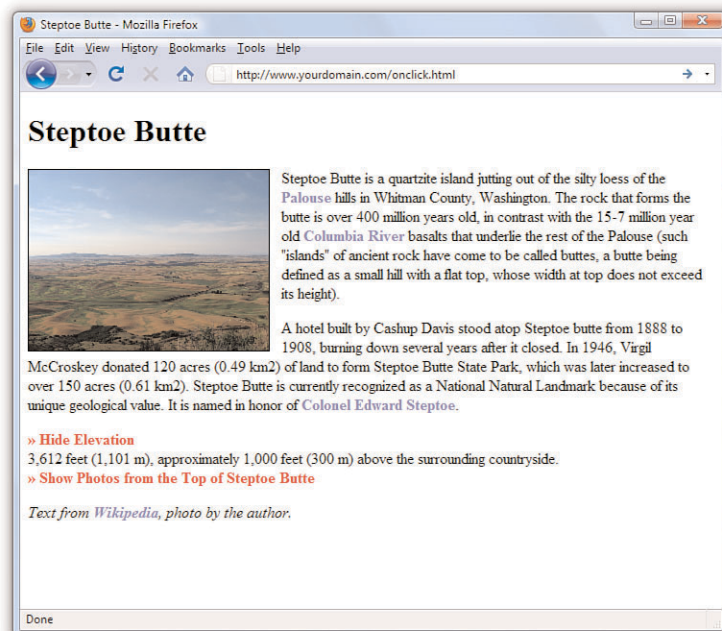 Steptoe Butte - Mozilla Firefox
File Edit View History Bookmarks Tools Help
http://www.yourdomain.com/onclick.html
Steptoe Butte
Steptoe Butte is a quartzite island jutting out of the silty loess of the
Palouse hills in Whitman County, Washington. The rock that forms the
butte is over 400 million years old, in contrast with the 15-7 million year
old Columbia River basalts that underlie the rest of the Palouse (such
"islands" of ancient rock have come to be called buttes, a butte being
defined as a small hill with a flat top, whose width at top does not exceed
its height).
A hotel built by Cashup Davis stood atop Steptoe butte from 1888 to
1908, burning down several years after it closed. In 1946, Virgil
McCroskey donated 120 acres (0.49 km2) of land to form Steptoe Butte State Park, which was later increased to
over 150 acres (0.61 km2). Steptoe Butte is currently recognized as a National Natural Landmark because of its
unique geological value. It is named in honor of Colonel Edward Steptoe.
» Hide Elevation
3,612 feet (1,101 m), approximately 1,000 feet (300 m) above the surrounding countryside.
» Show Photos from the Top of Steptoe Butte
Text from Wikipedia, photo by the author.
Done